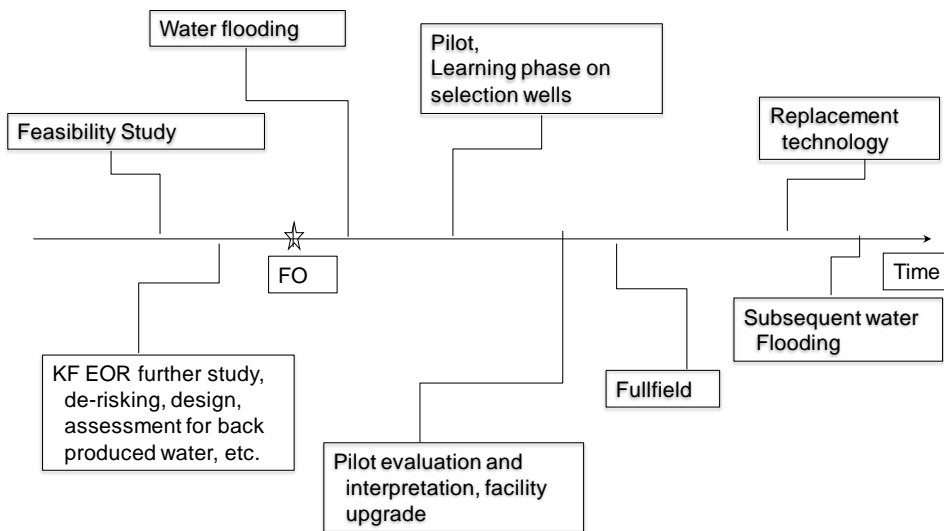 Water flooding
Pilot,
Learning phase on
selection wells
Feasibility Study
Replacement
technology
FO
Time
KF EOR further study,
de-risking, design,
assessment for back
produced water, etc.
Subsequent water
Flooding
Fullfield
Pilot evaluation and
interpretation, facility
upgrade